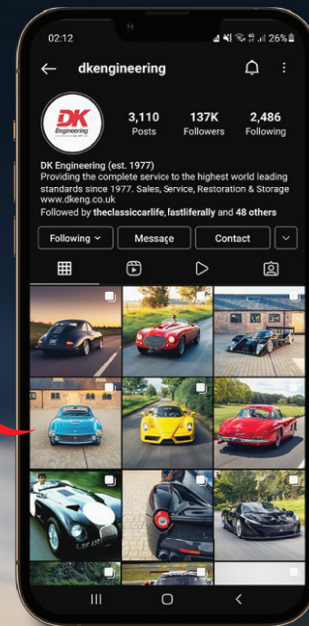 02:12
26%
dkengineering
DK
Engineering
3,110 137K 2,486
Posts Followers Following
DK Engineering (est. 1977)
Providing the complete service to the highest world leading
standards since 1977. Sales, Service, Restoration & Storage
www.dkeng.co.uk
Followed by theclassiccarlife, fastliferally and 48 others
Following Message Contact